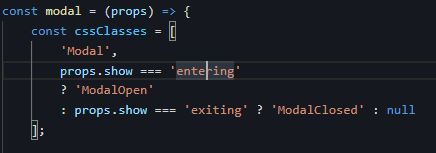 const modal = (props) => {
const cssClasses = [
'Modal',
props.show === 'entering'
? 'ModalOpen'
: props.show === 'exiting' ? 'ModalClosed' : null
];